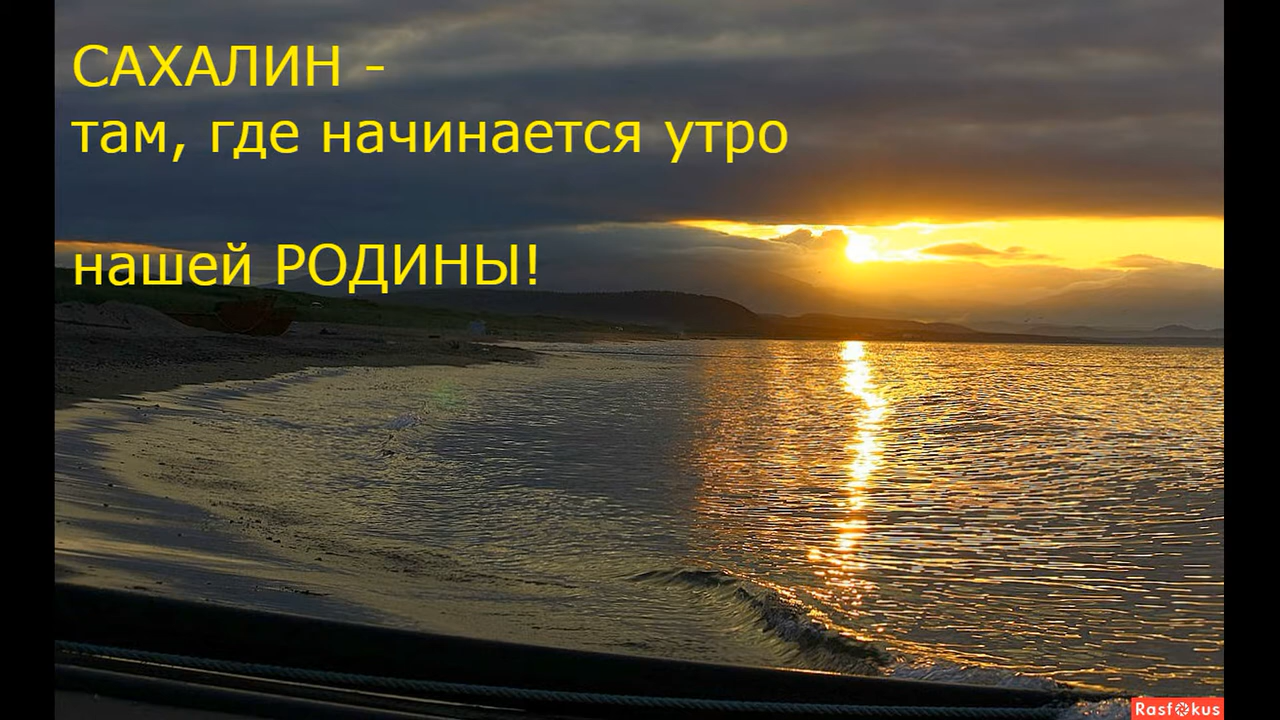 САХАЛИН -
там, где начинается утро
нашей РОДИНЫ!
Rasfokus